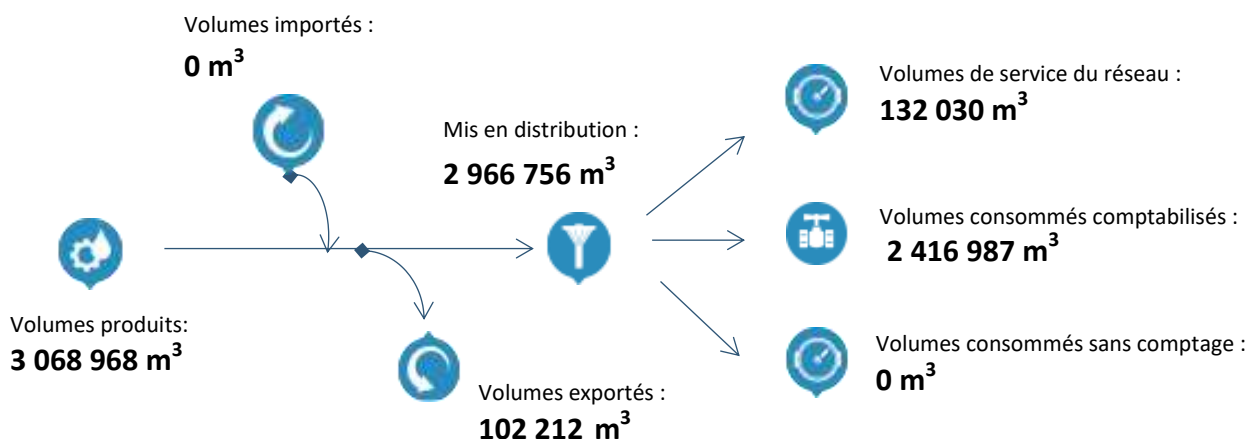 Volumes importés :
0 m³
Volumes de service du réseau :
132 030 m³
Mis en distribution :
2 966 756 m³
Volumes consommés comptabilisés :
2 416 987 m³
Volumes produits:
3 068 968 m³
Volumes consommés sans comptage :
0 m³
Volumes exportés :
102 212 m³